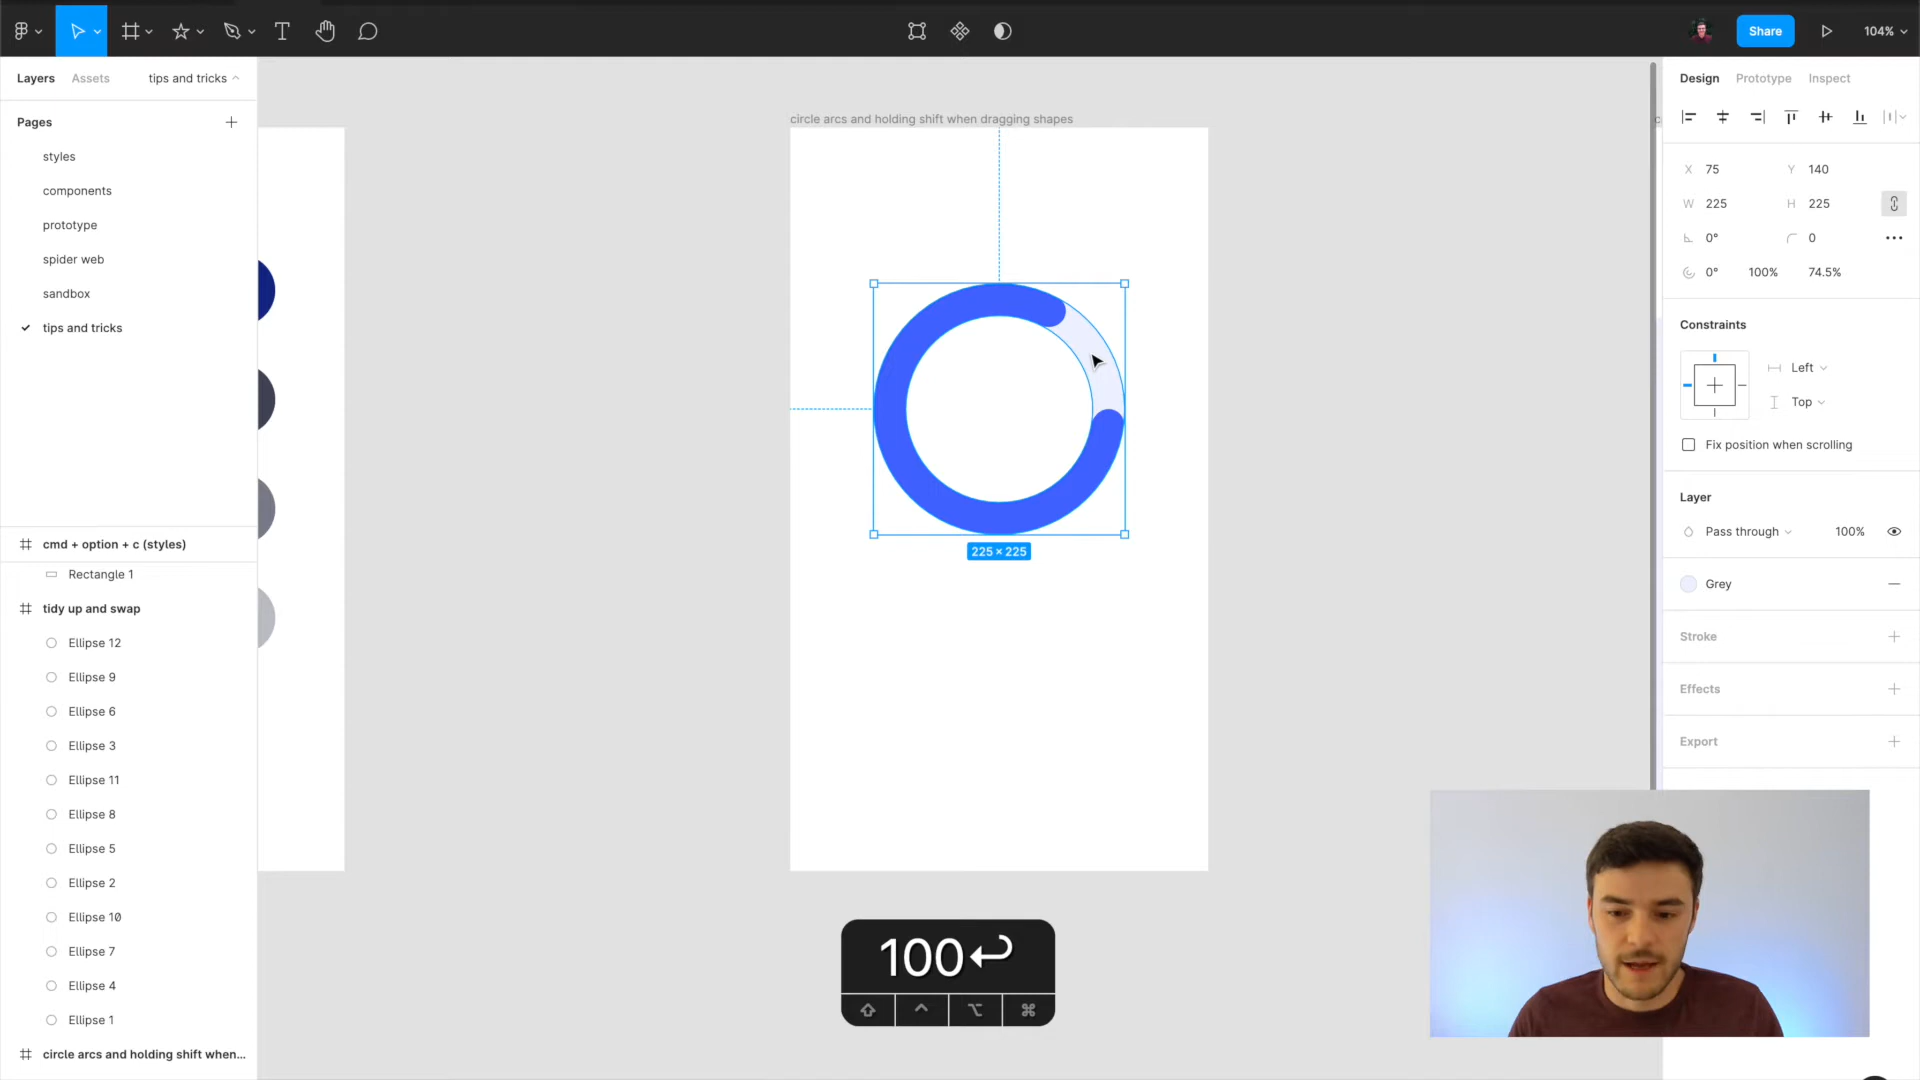 Share
104%
Layers
Assets
tips and tricks
Pages
styles
components
prototype
spider web
sandbox
tips and tricks
cmd + option + c (styles)
Rectangle 1
tidy up and swap
Ellipse 12
Ellipse 9
Ellipse 6
Ellipse 3
Ellipse 11
Ellipse 8
Ellipse 5
Ellipse 2
Ellipse 10
Ellipse 7
Ellipse 4
Ellipse 1
circle arcs and holding shift when...
circle arcs and holding shift when dragging shapes
225 × 225
100
Design
Prototype
Inspect
X 75
Y 140
W 225
H 225
0°
0
0°
100%
74.5%
Constraints
Left
Top
Fix position when scrolling
Layer
Pass through
100%
Grey
Stroke
Effects
Export